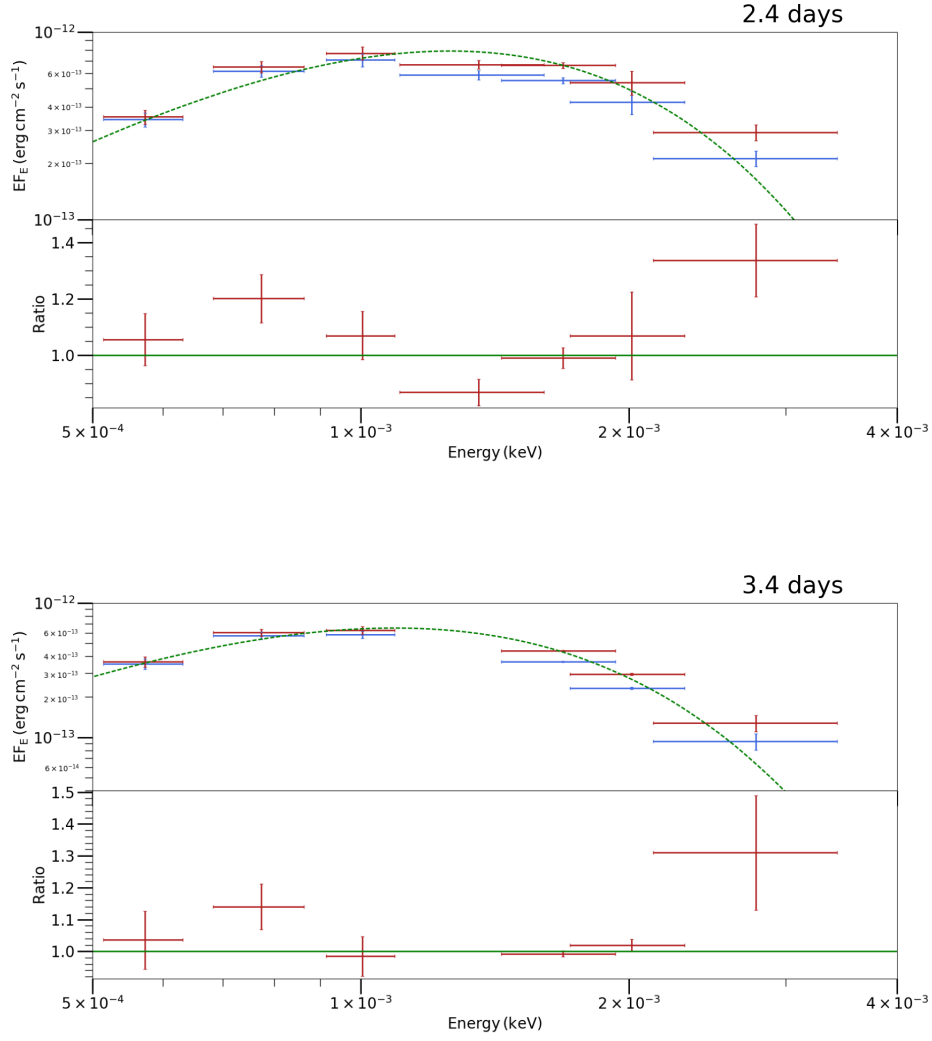 2.4 days
10⁻¹²
6×10⁻¹³
4×10⁻¹³
3×10⁻¹³
2×10⁻¹³
10⁻¹³
EF_E (erg cm⁻² s⁻¹)
1.4
1.2
1.0
Ratio
5×10⁻⁴ 1×10⁻³ 2×10⁻³ 4×10⁻³
Energy (keV)
3.4 days
10⁻¹²
6×10⁻¹³
4×10⁻¹³
3×10⁻¹³
2×10⁻¹³
10⁻¹³
6×10⁻¹⁴
EF_E (erg cm⁻² s⁻¹)
1.5
1.4
1.3
1.2
1.1
1.0
Ratio
5×10⁻⁴ 1×10⁻³ 2×10⁻³ 4×10⁻³
Energy (keV)